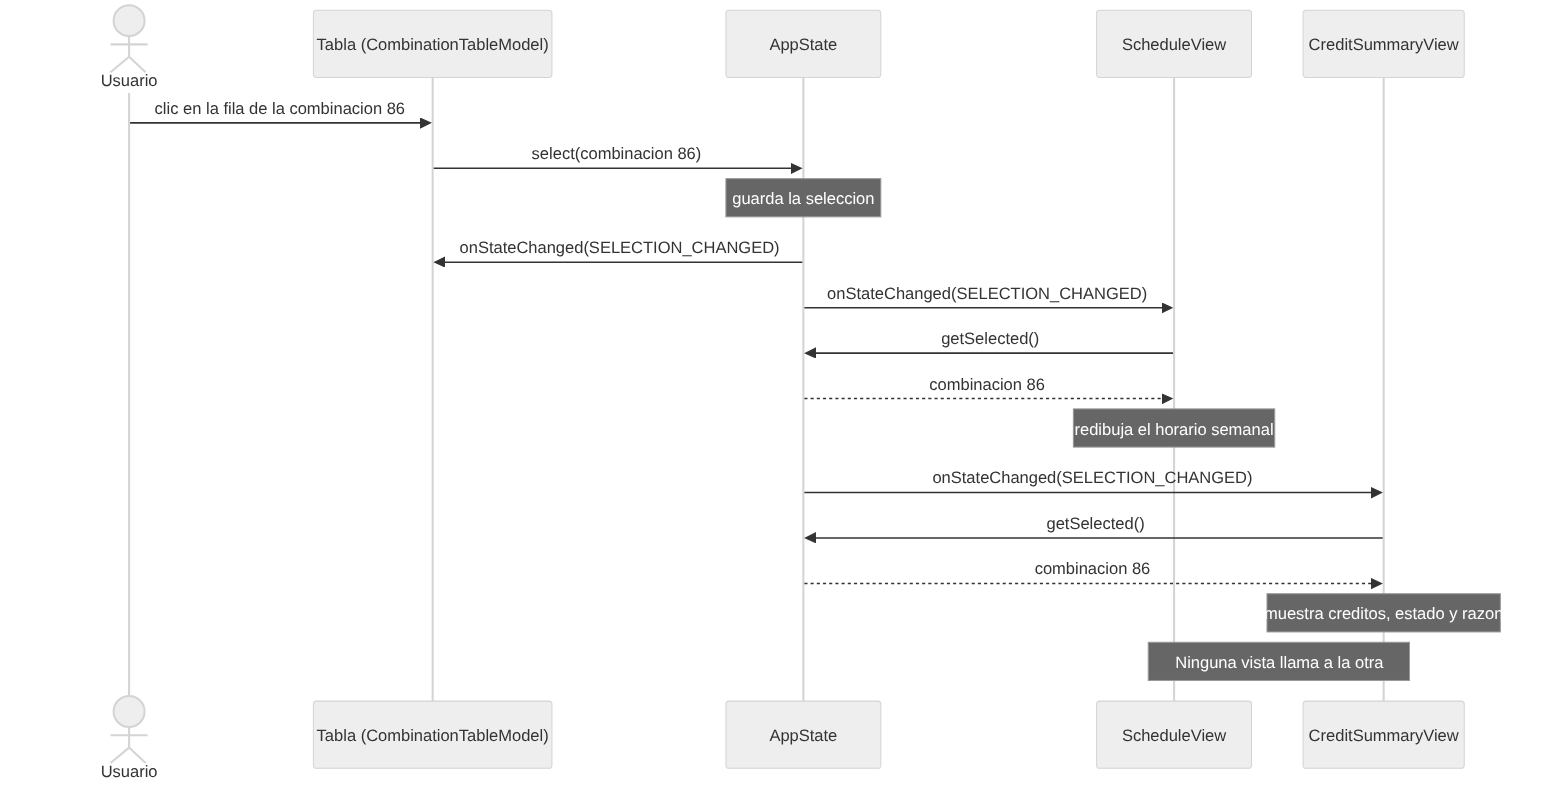 Usuario
Tabla (CombinationTableModel)
AppState
ScheduleView
CreditSummaryView
clic en la fila de la combinacion 86
select(combinacion 86)
guarda la seleccion
onStateChanged(SELECTION_CHANGED)
onStateChanged(SELECTION_CHANGED)
getSelected()
combinacion 86
redibuja el horario semanal
onStateChanged(SELECTION_CHANGED)
getSelected()
combinacion 86
muestra creditos, estado y razon
Ninguna vista llama a la otra
Usuario
Tabla (CombinationTableModel)
AppState
ScheduleView
CreditSummaryView